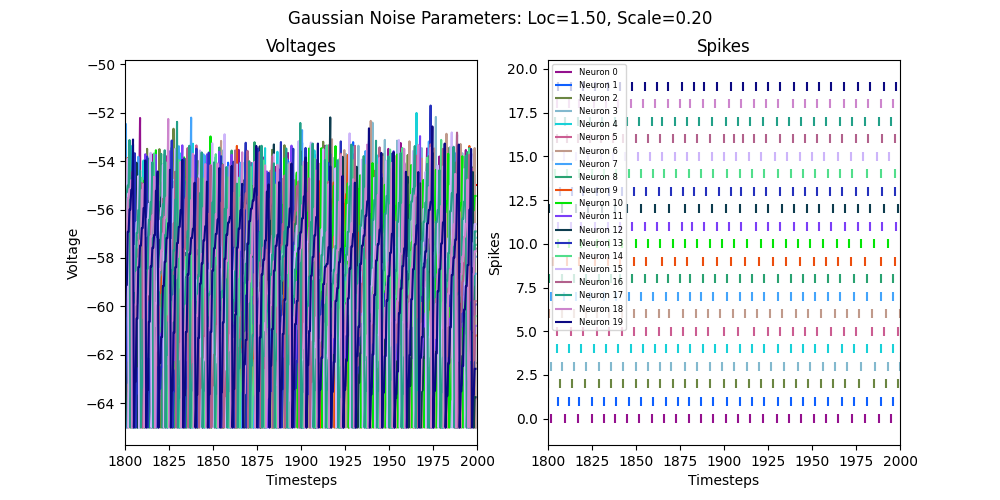 Gaussian Noise Parameters: Loc=1.50, Scale=0.20
Voltages
Spikes
−50
−52
−54
−56
−58
−60
−62
−64
Voltage
1800 1825 1850 1875 1900 1925 1950 1975 2000
Timesteps
20.0
17.5
15.0
12.5
10.0
7.5
5.0
2.5
0.0
Spikes
Neuron 0
Neuron 1
Neuron 2
Neuron 3
Neuron 4
Neuron 5
Neuron 6
Neuron 7
Neuron 8
Neuron 9
Neuron 10
Neuron 11
Neuron 12
Neuron 13
Neuron 14
Neuron 15
Neuron 16
Neuron 17
Neuron 18
Neuron 19
1800 1825 1850 1875 1900 1925 1950 1975 2000
Timesteps